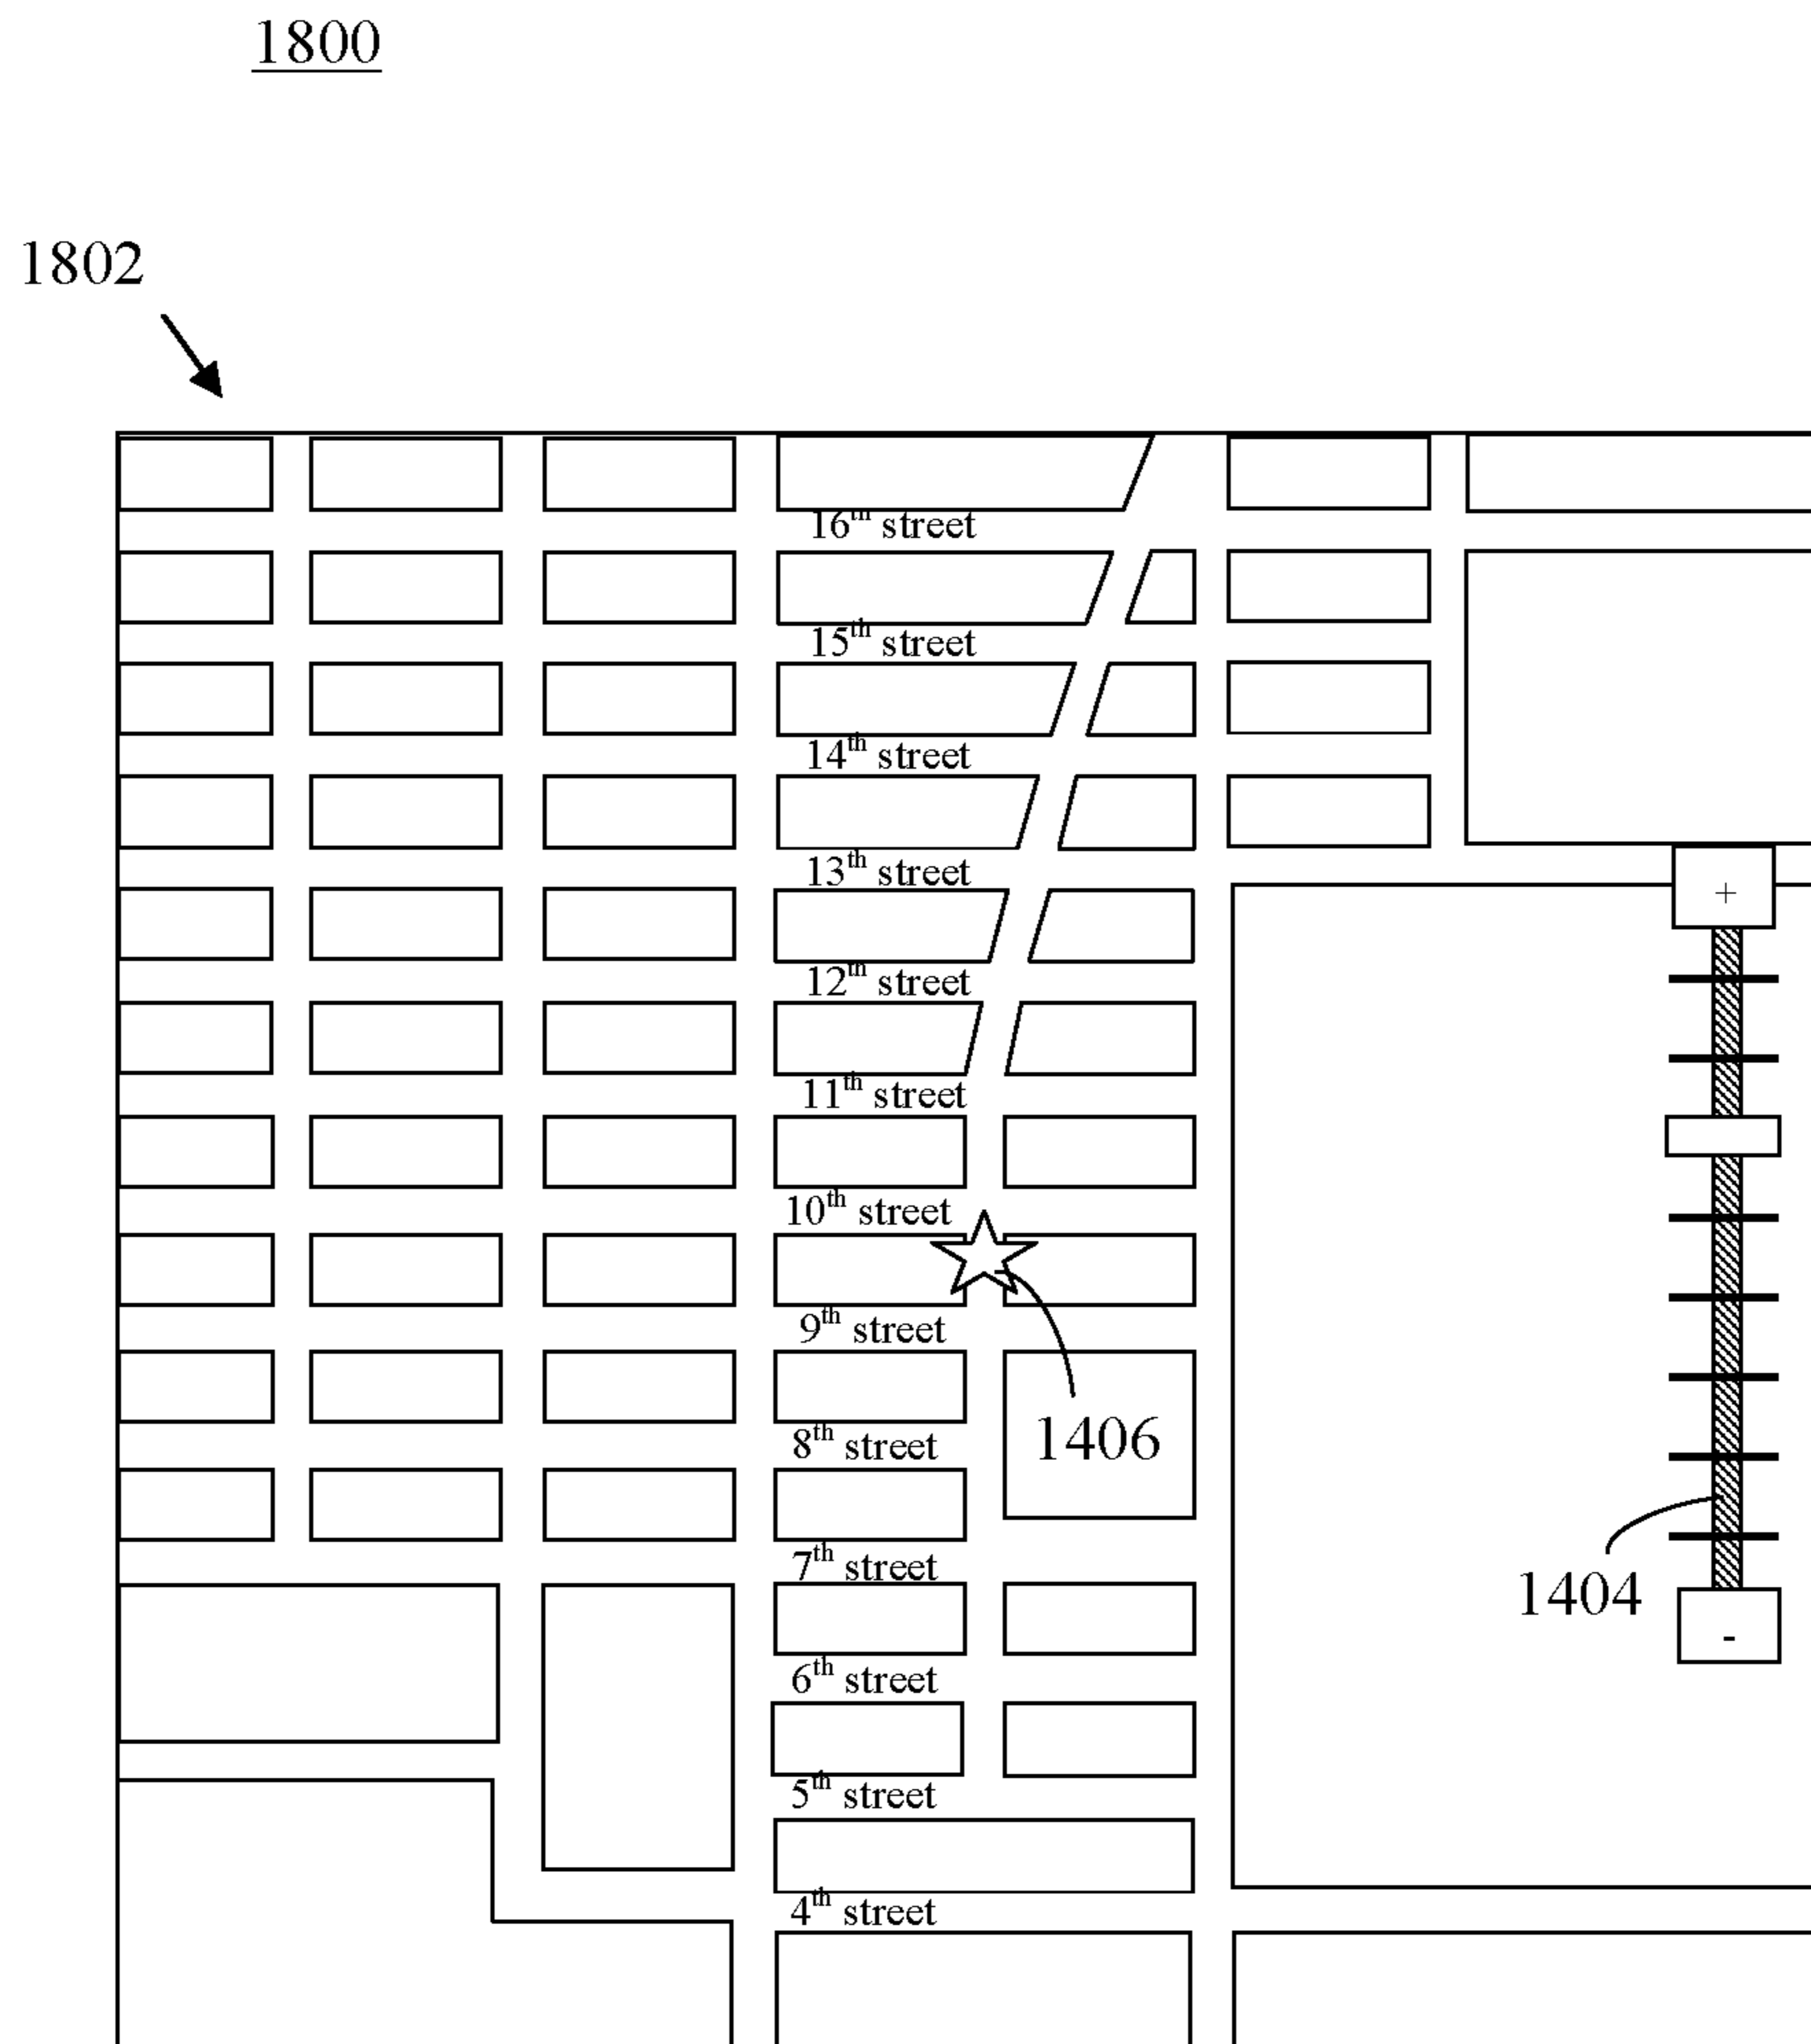 1800
1802
16th street
15th street
14th street
13th street
+
12th street
11th street
10th street
9th street
1406
8th street
7th street
1404
-
6th street
5th street
4th street